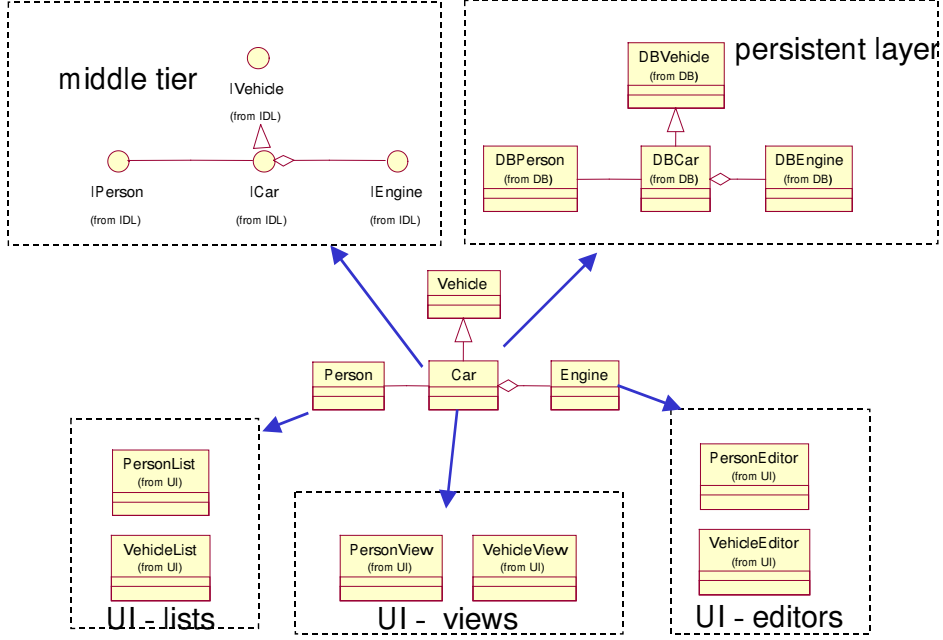 middle tier
IVehicle
(from IDL)
IPerson
(from IDL)
ICar
(from IDL)
IEngine
(from IDL)
persistent layer
DBVehicle
(from DB)
DBPerson
(from DB)
DBCar
(from DB)
DBEngine
(from DB)
Vehicle
Person
Car
Engine
PersonList
(from UI)
VehicleList
(from UI)
UI - lists
PersonView
(from UI)
VehicleView
(from UI)
UI - views
PersonEditor
(from UI)
VehicleEditor
(from UI)
UI - editors